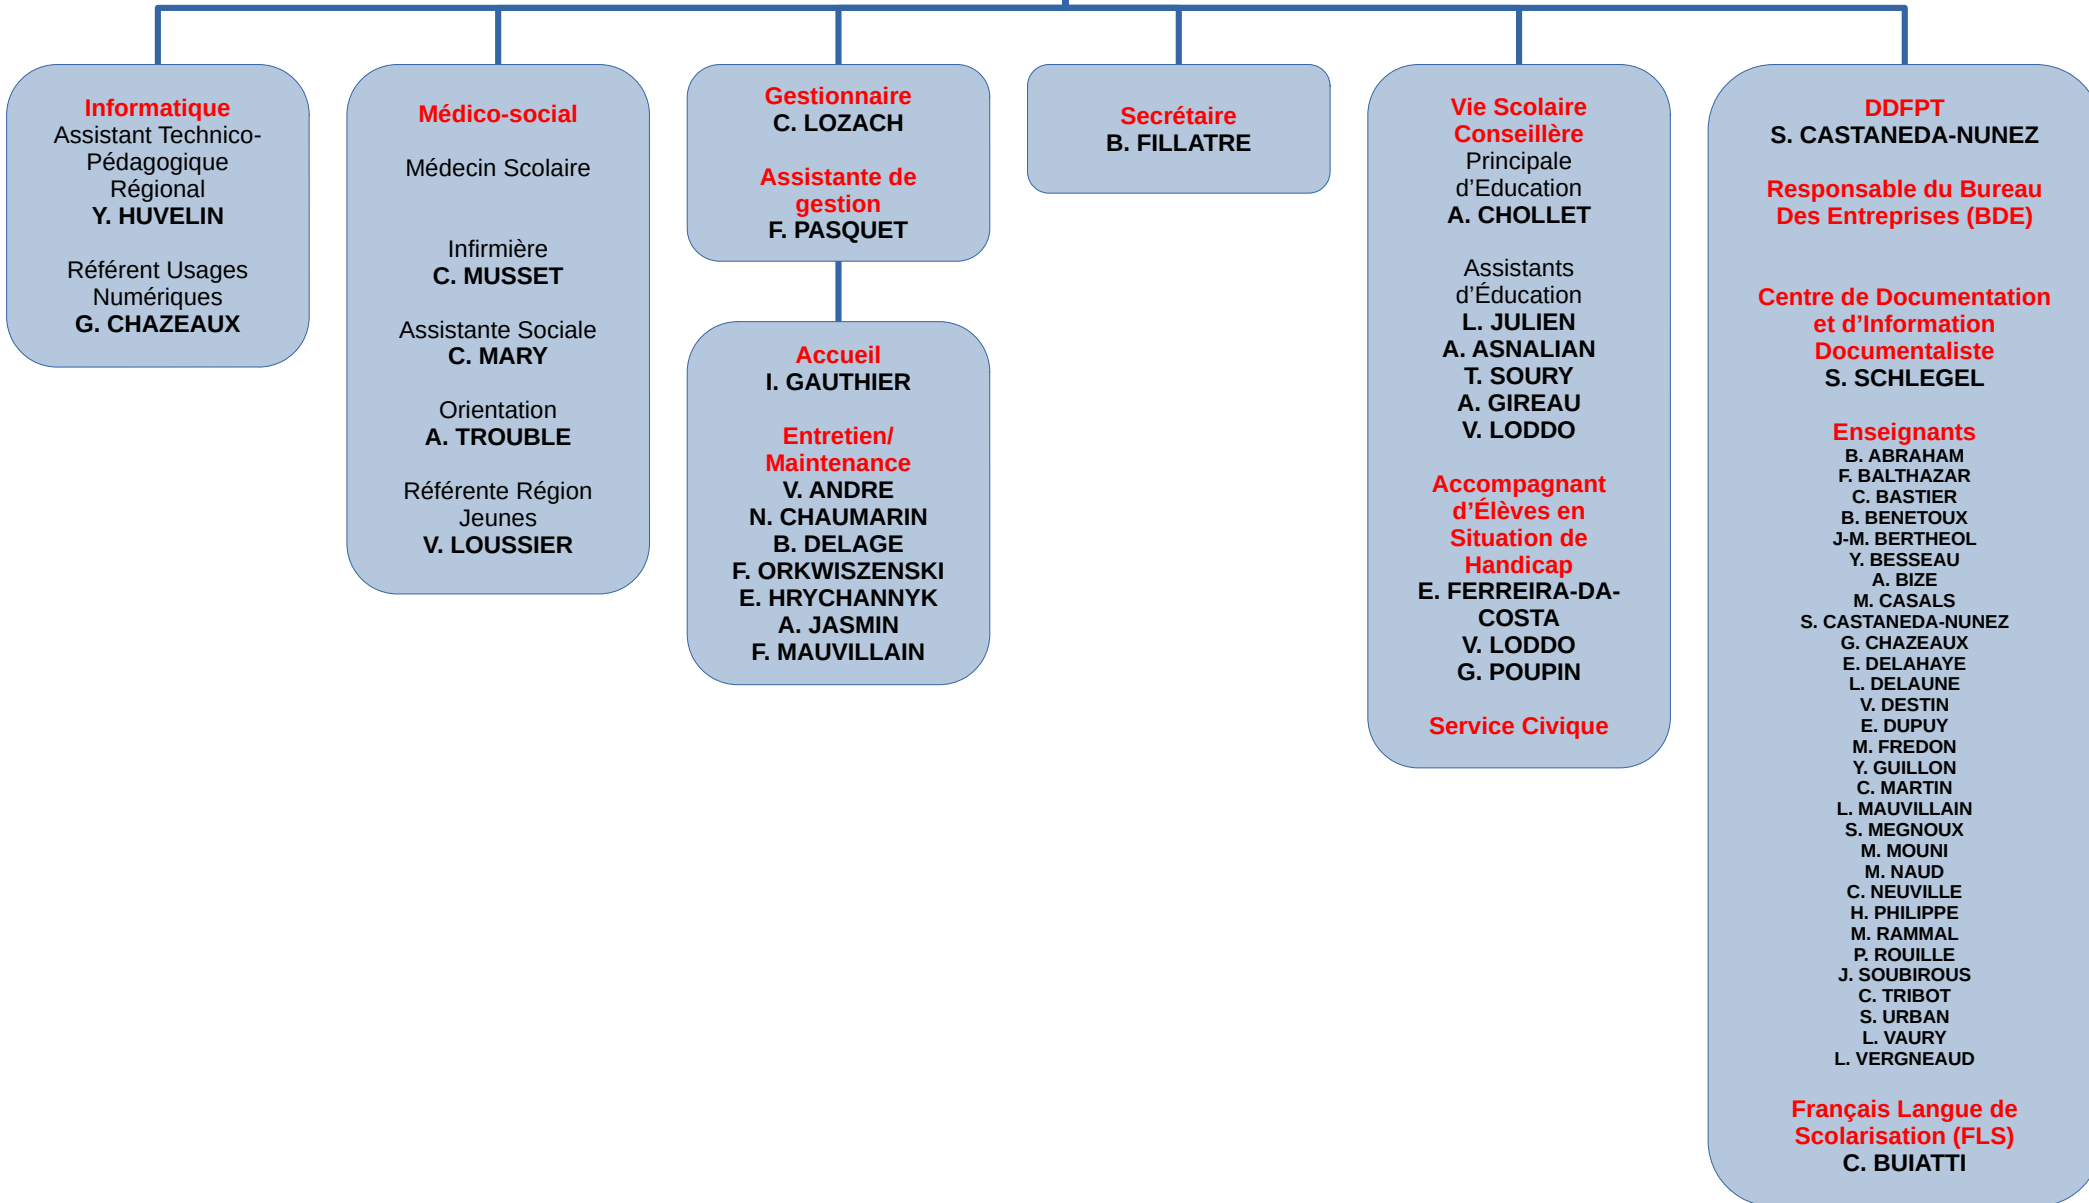 Informatique
Assistant Technico-
Pédagogique
Régional
Y. HUVELIN
Référent Usages
Numériques
G. CHAZEAUX
Médico-social
Médecin Scolaire
Infirmière
C. MUSSET
Assistante Sociale
C. MARY
Orientation
A. TROUBLE
Référente Région
Jeunes
V. LOUSSIER
Gestionnaire
C. LOZACH
Assistante de
gestion
F. PASQUET
Accueil
I. GAUTHIER
Entretien/
Maintenance
V. ANDRE
N. CHAUMARIN
B. DELAGE
F. ORKWISZENSKI
E. HRYCHANNYK
A. JASMIN
F. MAUVILLAIN
Secrétaire
B. FILLATRE
Vie Scolaire
Conseillère
Principale
d’Education
A. CHOLLET
Assistants
d’Éducation
L. JULIEN
A. ASNALIAN
T. SOURY
A. GIREAU
V. LODDO
Accompagnant
d’Élèves en
Situation de
Handicap
E. FERREIRA-DA-
COSTA
V. LODDO
G. POUPIN
Service Civique
DDFPT
S. CASTANEDA-NUNEZ
Responsable du Bureau
Des Entreprises (BDE)
Centre de Documentation
et d’Information
Documentaliste
S. SCHLEGEL
Enseignants
B. ABRAHAM
F. BALTHAZAR
C. BASTIER
B. BENETOUX
J-M. BERTHEOL
Y. BESSEAU
A. BIZE
M. CASALS
S. CASTANEDA-NUNEZ
G. CHAZEAUX
E. DELAHAYE
L. DELAUNE
V. DESTIN
E. DUPUY
M. FREDON
Y. GUILLON
C. MARTIN
L. MAUVILLAIN
S. MEGNOUX
M. MOUNI
M. NAUD
C. NEUVILLE
H. PHILIPPE
M. RAMMAL
P. ROUILLE
J. SOUBIROUS
C. TRIBOT
S. URBAN
L. VAURY
L. VERGNEAUD
Français Langue de
Scolarisation (FLS)
C. BUIATTI